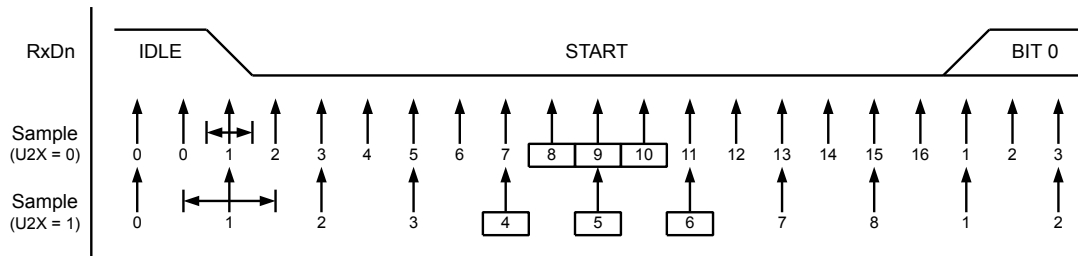 RxDn IDLE START BIT 0
Sample
(U2X = 0)
0 0 1 2 3 4 5 6 7 8 9 10 11 12 13 14 15 16 1 2 3
Sample
(U2X = 1)
0 1 2 3 4 5 6 7 8 1 2